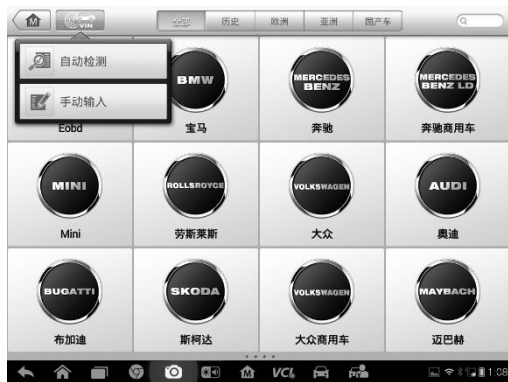 VIN
全部 历史 欧洲 亚洲 国产车
自动检测
手动输入
BMW
MERCEDES
BENZ
MERCEDES
BENZ LD
Eobd 宝马 奔驰 奔驰商用车
MINI
ROLLSROYCE
VOLKSWAGEN
AUDI
Mini 劳斯莱斯 大众 奥迪
BUGATTI
SKODA
VOLKSWAGEN
MAYBACH
布加迪 斯柯达 大众商用车 迈巴赫
VCI 1:08